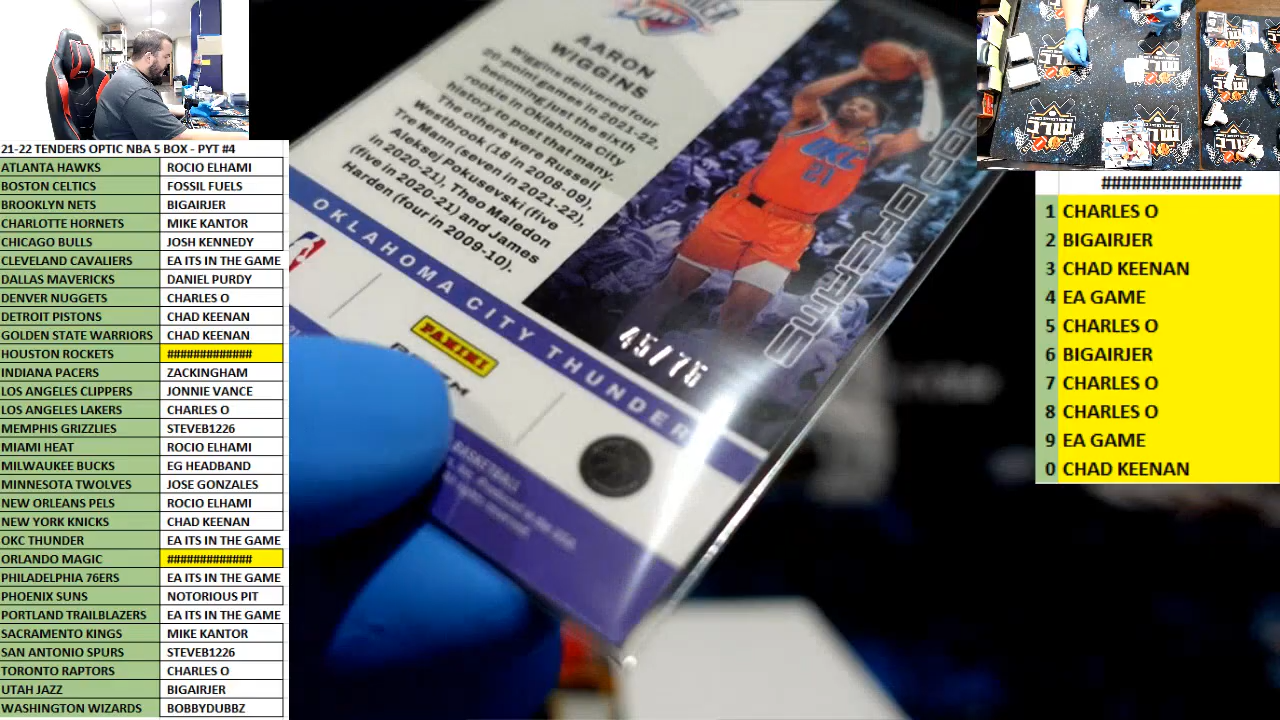 21-22 TENDERS OPTIC NBA 5 BOX - PYT #4
ATLANTA HAWKS ROCIO ELHAMI
BOSTON CELTICS FOSSIL FUELS
BROOKLYN NETS BIGAIRJER
CHARLOTTE HORNETS MIKE KANTOR
CHICAGO BULLS JOSH KENNEDY
CLEVELAND CAVALIERS EA ITS IN THE GAME
DALLAS MAVERICKS DANIEL PURDY
DENVER NUGGETS CHARLES O
DETROIT PISTONS CHAD KEENAN
GOLDEN STATE WARRIORS CHAD KEENAN
HOUSTON ROCKETS #############
INDIANA PACERS ZACKINGHAM
LOS ANGELES CLIPPERS JONNIE VANCE
LOS ANGELES LAKERS CHARLES O
MEMPHIS GRIZZLIES STEVEB1226
MIAMI HEAT ROCIO ELHAMI
MILWAUKEE BUCKS EG HEADBAND
MINNESOTA TWOLVES JOSE GONZALES
NEW ORLEANS PELS ROCIO ELHAMI
NEW YORK KNICKS CHAD KEENAN
OKC THUNDER EA ITS IN THE GAME
ORLANDO MAGIC #############
PHILADELPHIA 76ERS EA ITS IN THE GAME
PHOENIX SUNS NOTORIOUS PIT
PORTLAND TRAILBLAZERS EA ITS IN THE GAME
SACRAMENTO KINGS MIKE KANTOR
SAN ANTONIO SPURS STEVEB1226
TORONTO RAPTORS CHARLES O
UTAH JAZZ BIGAIRJER
WASHINGTON WIZARDS BOBBYDUBBZ
AARON
WIGGINS
Wiggins delivered four
20-point games in 2021-22,
becoming just the sixth
rookie in Oklahoma City
history to post that many.
The others were Russell
Westbrook (18 in 2008-09),
Tre Mann (seven in 2021-22),
Aleksej Pokusevski (five
in 2020-21), Theo Maledon
(five in 2020-21) and James
Harden (four in 2009-10).
OKC
21
HOOP DREAMS
45/75
OKLAHOMA CITY THUNDER
PANINI
BASKETBALL
###############
1 CHARLES O
2 BIGAIRJER
3 CHAD KEENAN
4 EA GAME
5 CHARLES O
6 BIGAIRJER
7 CHARLES O
8 CHARLES O
9 EA GAME
0 CHAD KEENAN